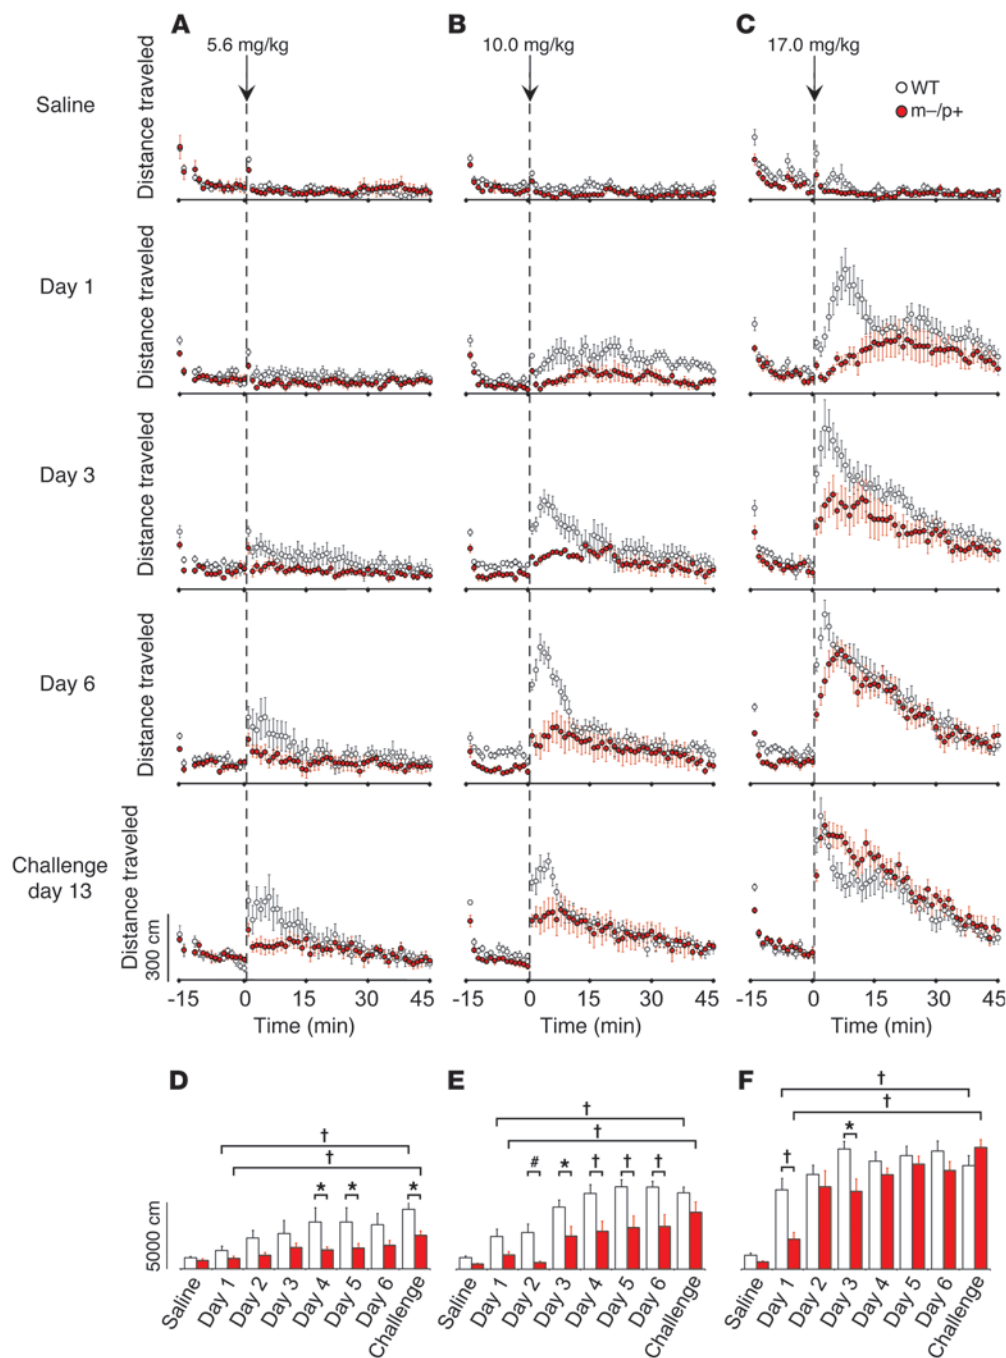 A B C
5.6 mg/kg 10.0 mg/kg 17.0 mg/kg
WT
m–/p+
Saline
Distance traveled
Day 1
Distance traveled
Day 3
Distance traveled
Day 6
Distance traveled
Challenge
day 13
Distance traveled
300 cm
-15 0 15 30 45 -15 0 15 30 45 -15 0 15 30 45
Time (min) Time (min) Time (min)
D E F
† † †
† † †
* * * # * † † † † *
5000 cm
Saline Day 1 Day 2 Day 3 Day 4 Day 5 Day 6 Challenge Saline Day 1 Day 2 Day 3 Day 4 Day 5 Day 6 Challenge Saline Day 1 Day 2 Day 3 Day 4 Day 5 Day 6 Challenge